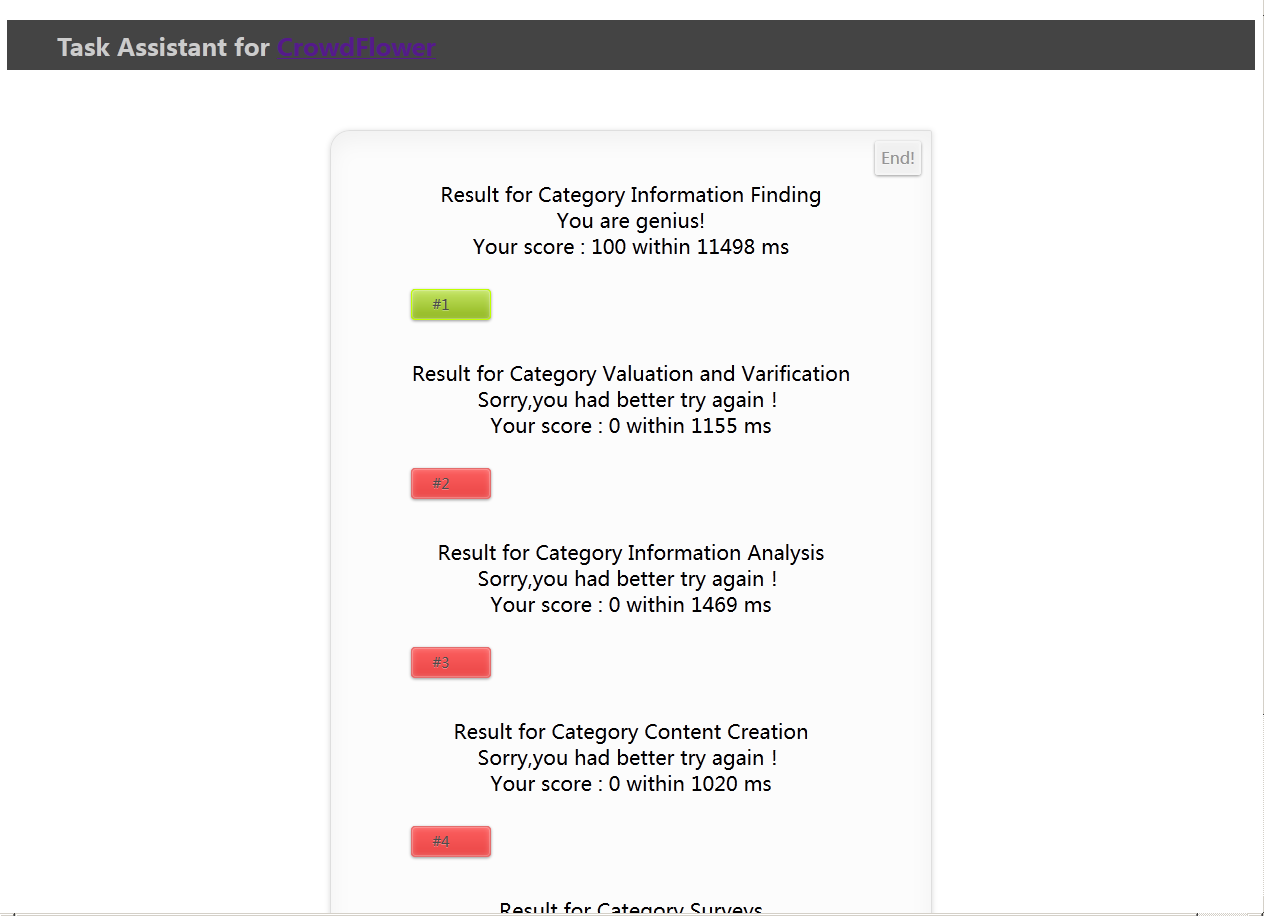 Task Assistant for CrowdFlower
End!
Result for Category Information Finding
You are genius!
Your score : 100 within 11498 ms
#1
Result for Category Valuation and Varification
Sorry,you had better try again !
Your score : 0 within 1155 ms
#2
Result for Category Information Analysis
Sorry,you had better try again !
Your score : 0 within 1469 ms
#3
Result for Category Content Creation
Sorry,you had better try again !
Your score : 0 within 1020 ms
#4
Result for Category Surveys